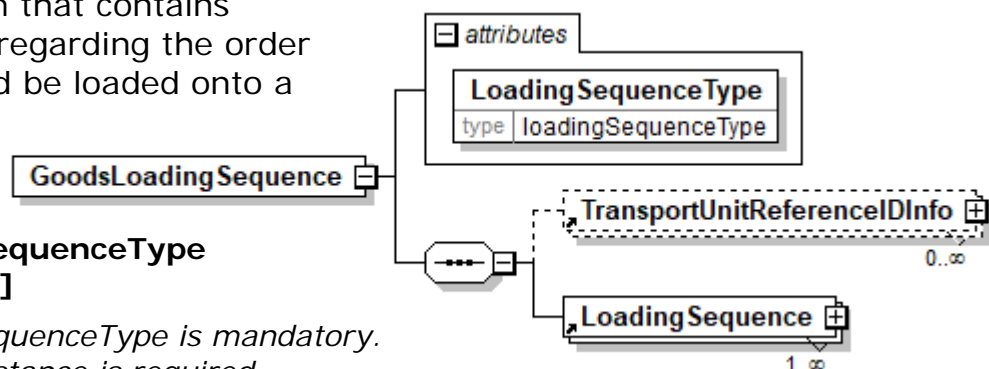 that contains
regarding the order
be loaded onto a
attributes
LoadingSequenceType
type loadingSequenceType
GoodsLoadingSequence
TransportUnitReferenceIDInfo
0..∞
LoadingSequence
1..∞
equenceType
]
quenceType is mandatory.
stance is required